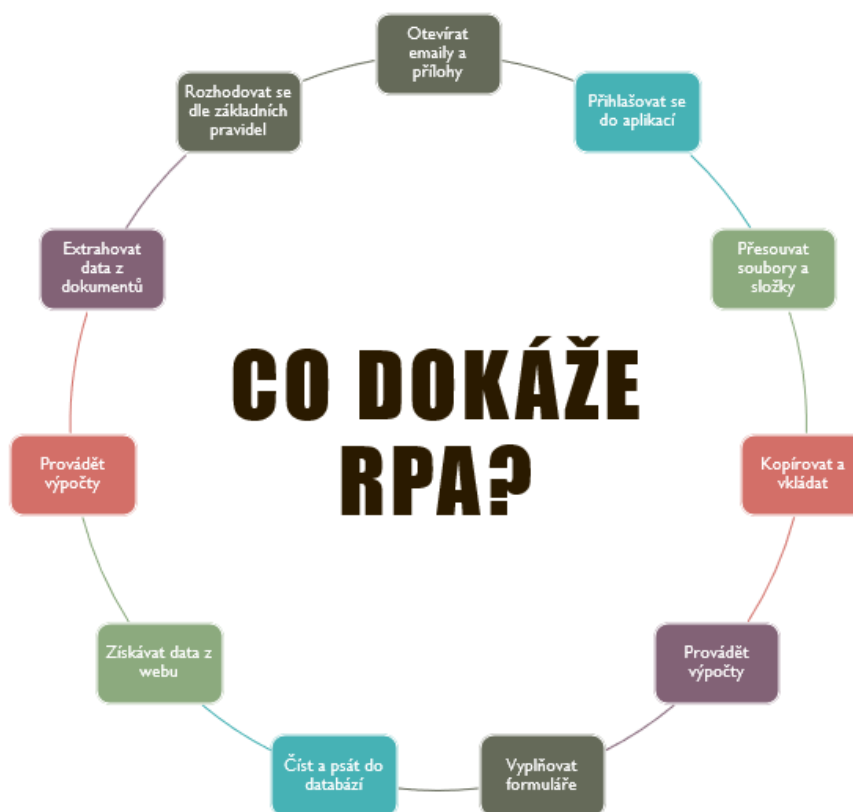 Otevírat
emaily a
přílohy
Přihlašovat se
do aplikací
Přesouvat
soubory a
složky
Kopírovat a
vkládat
Provádět
výpočty
Vyplňovat
formuláře
Číst a psát do
databází
Získávat data z
webu
Provádět
výpočty
Extrahovat
data z
dokumentů
Rozhodovat se
dle základních
pravidel
CO DOKÁŽE
RPA?